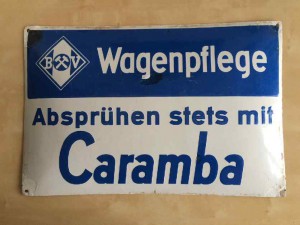 BV
Wagenpflege
Absprühen stets mit
Caramba